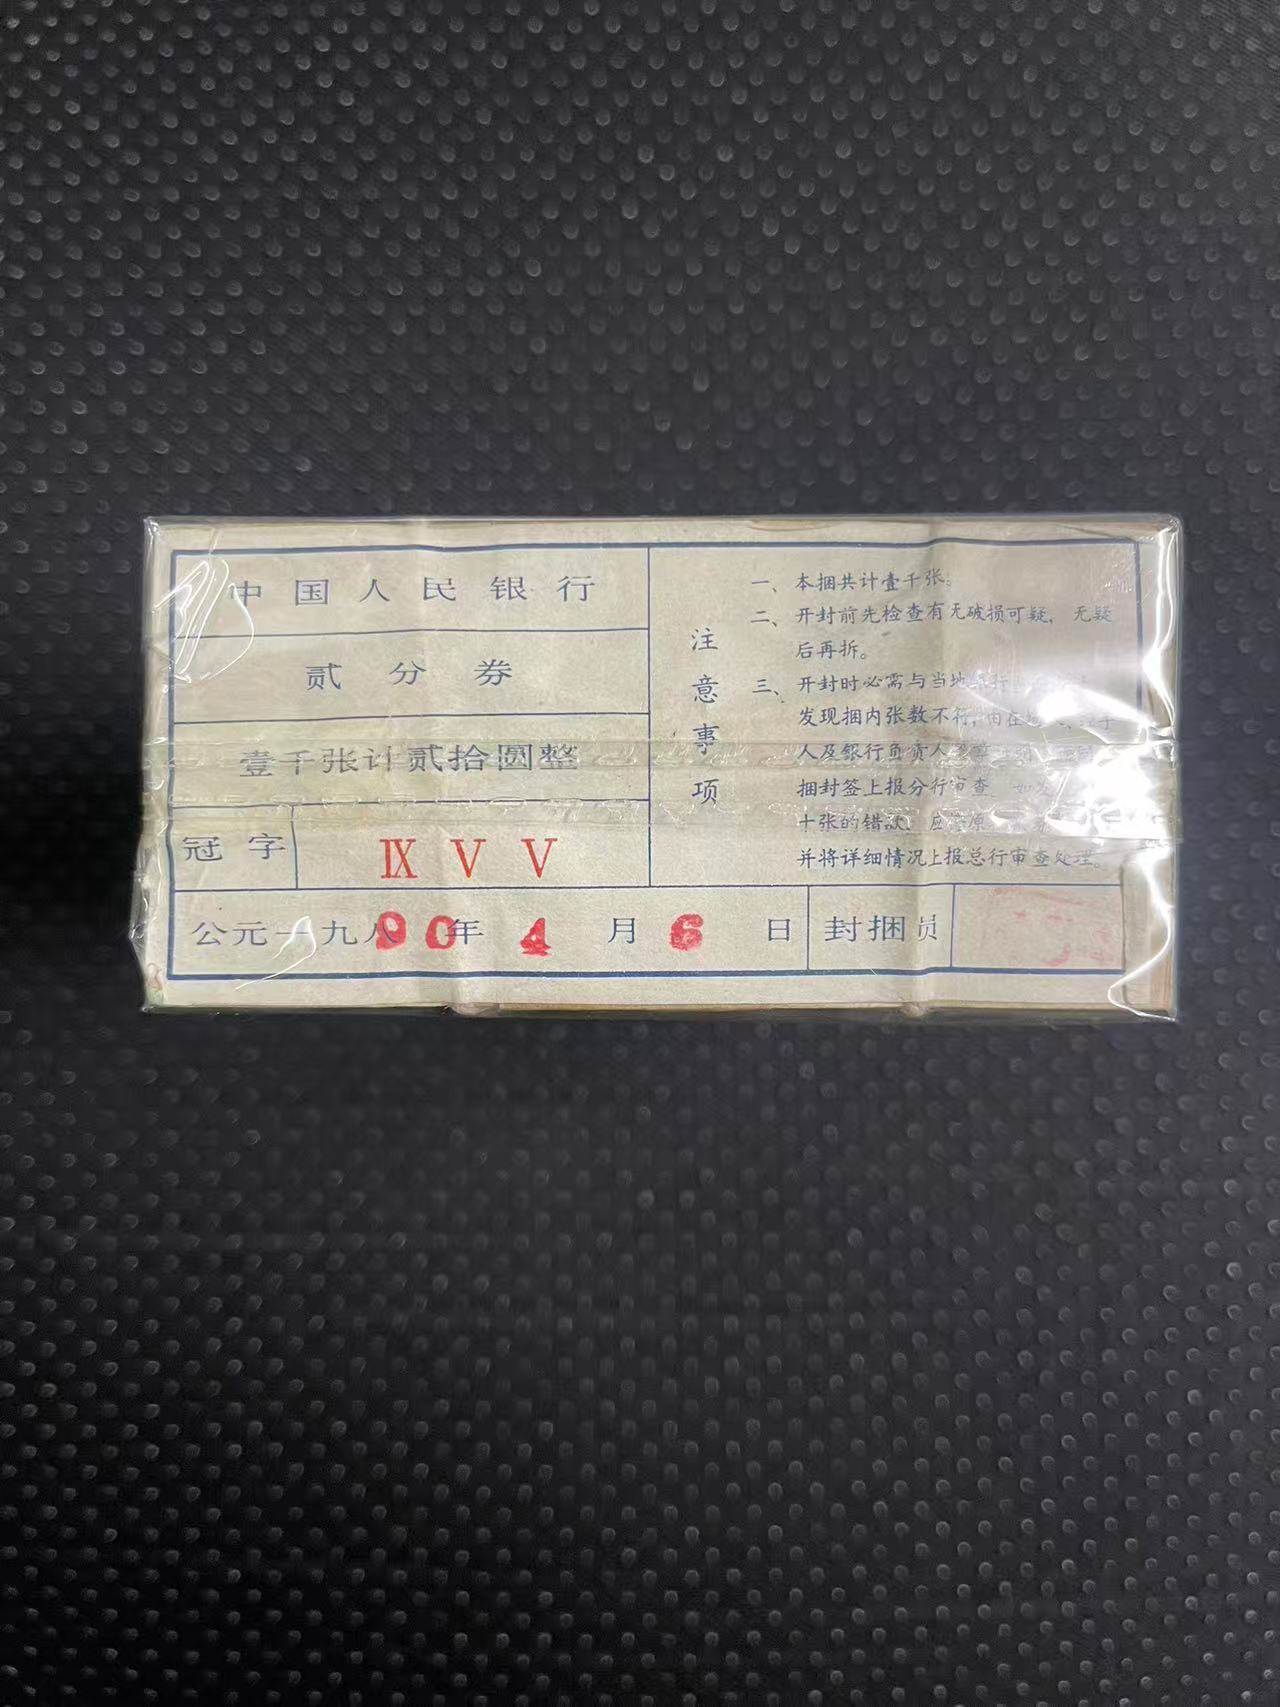 中国人民银行
贰分券
壹千张计贰拾圆整
冠字 Ⅸ Ⅴ Ⅴ
公元一九八90年4月6日 封捆员
注意事项
一、本捆共计壹千张。
二、开封前先检查有无破损可疑，无疑
后再拆。
三、开封时必需与当地
发现捆内张数不符，由在
人及银行负责人
捆封签上报分行审查
十张的错款，应
并将详细情况上报总行审查处理。